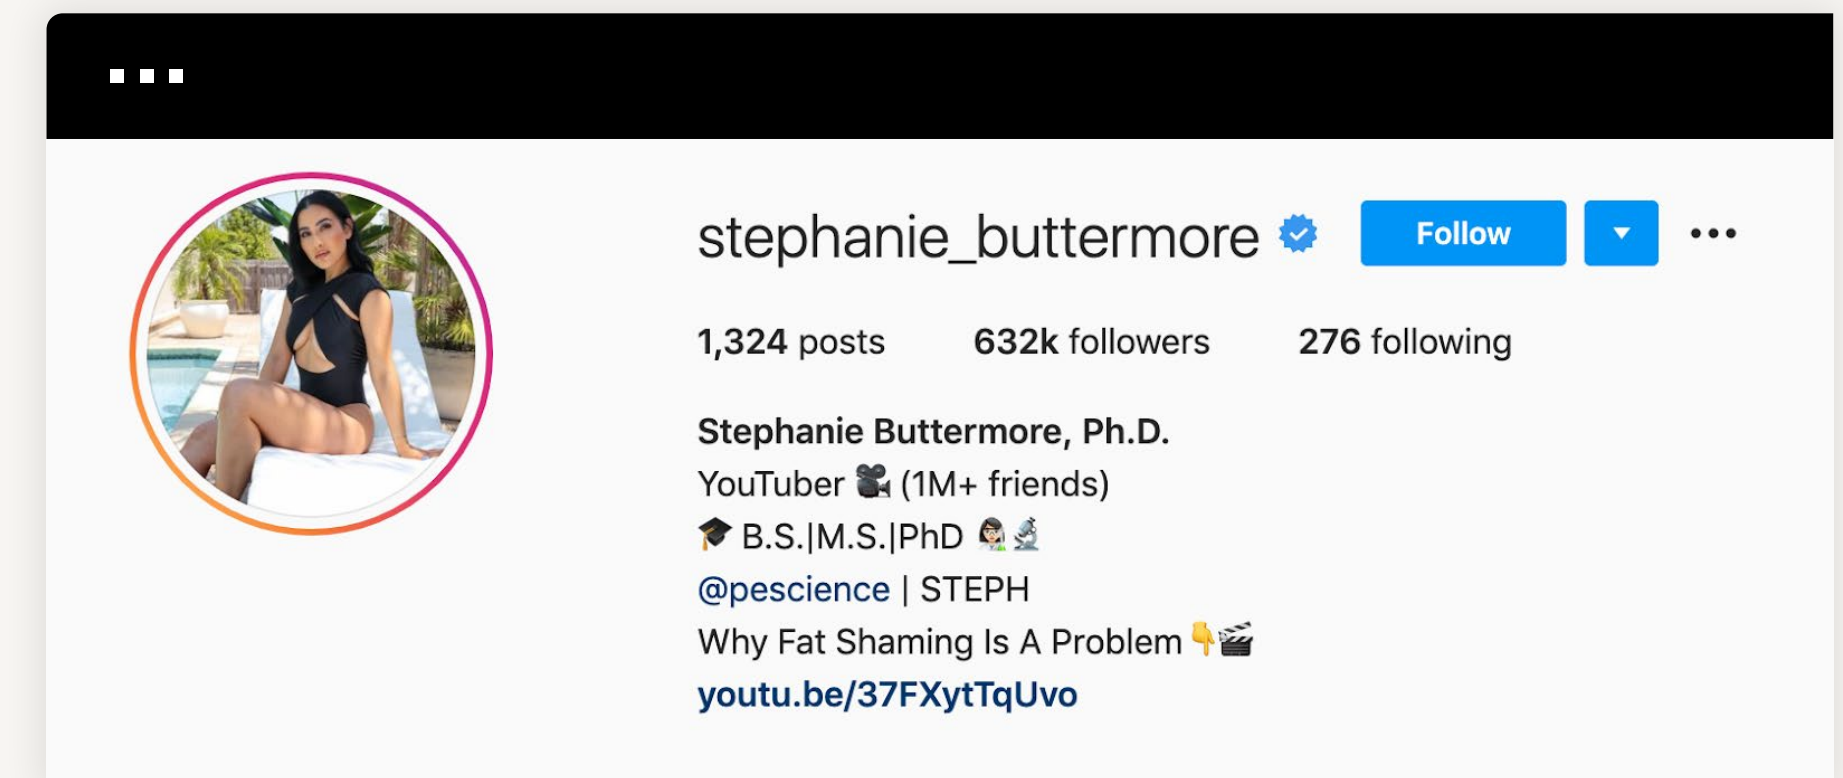 stephanie_buttermore Follow
1,324 posts 632k followers 276 following
Stephanie Buttermore, Ph.D.
YouTuber 🎥 (1M+ friends)
🎓 B.S.|M.S.|PhD 👩🏻‍🔬🔬
@pescience | STEPH
Why Fat Shaming Is A Problem👇🎬
youtu.be/37FXytTqUvo